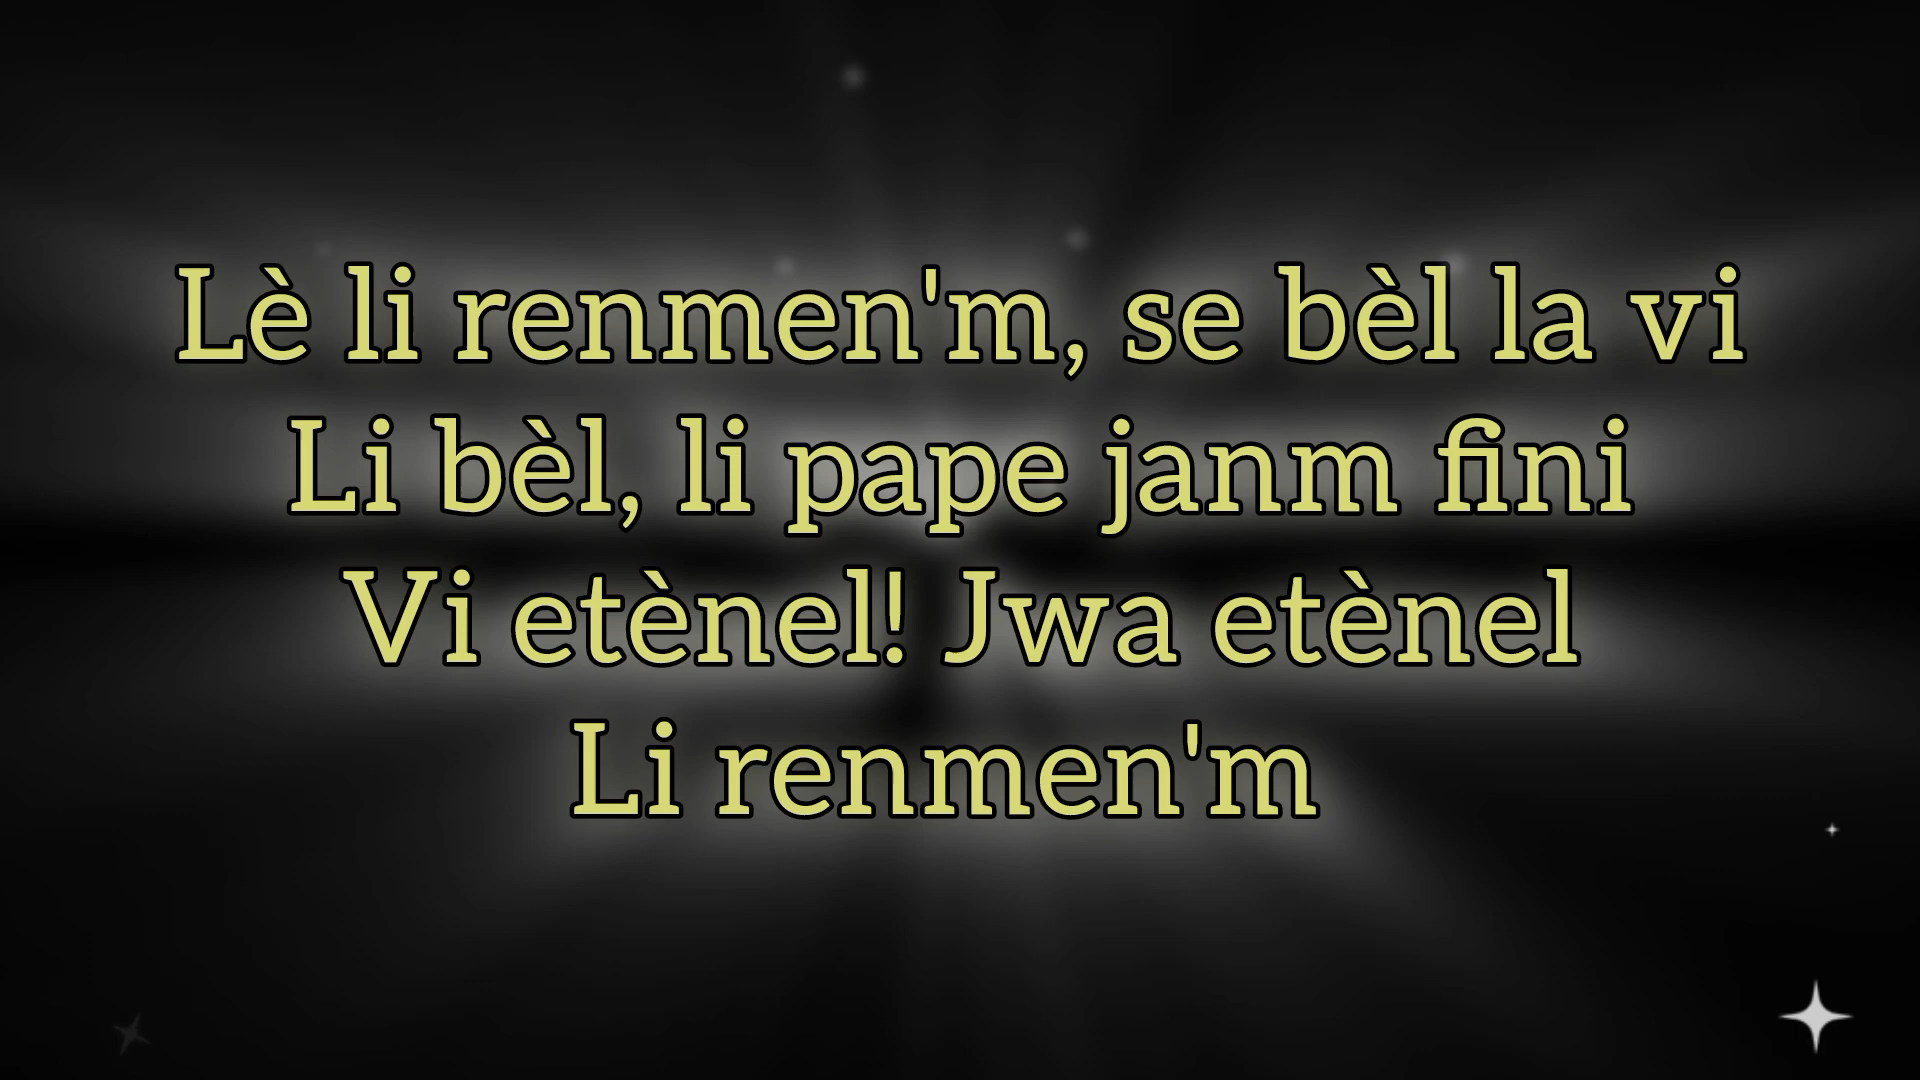 Lè li renmen'm, se bèl la vi
Li bèl, li pape janm fini
Vi etènel! Jwa etènel
Li renmen'm